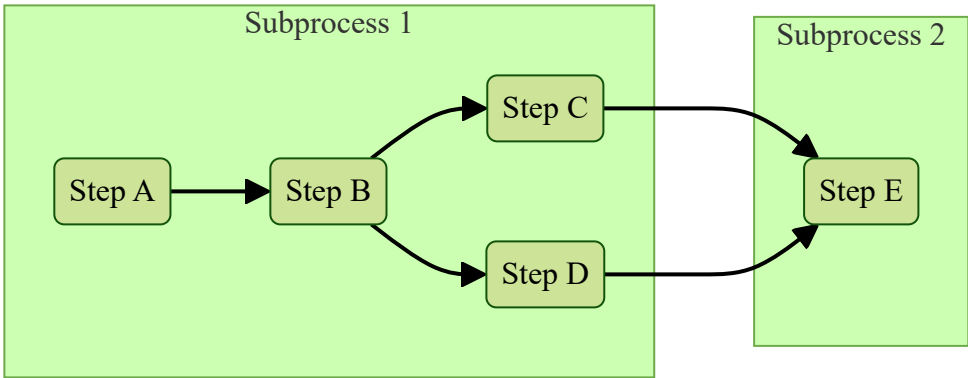 Subprocess 1
Subprocess 2
Step C
Step A
Step B
Step E
Step D